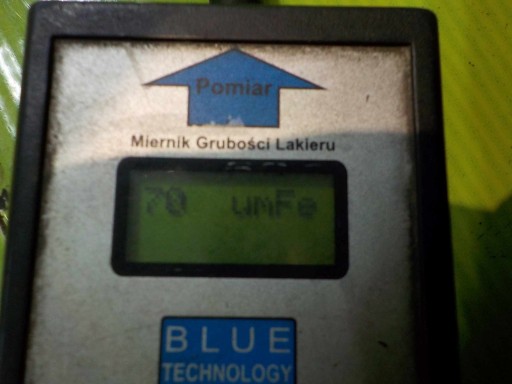 Pomiar
Miernik Grubości Lakieru
70 umFe
BLUE
TECHNOLOGY